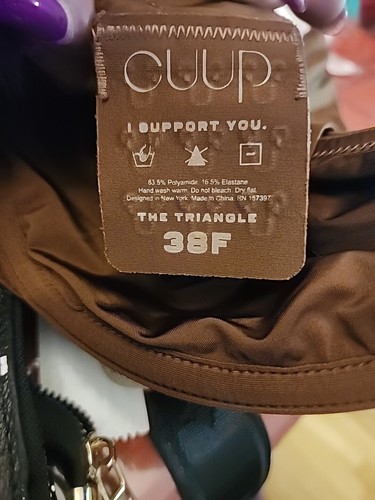 CUUP
I SUPPORT YOU.
83.5% Polyamide. 16.5% Elastane
Hand wash warm. Do not bleach. Dry flat.
Designed in New York. Made in China. RN 157397
THE TRIANGLE
38F